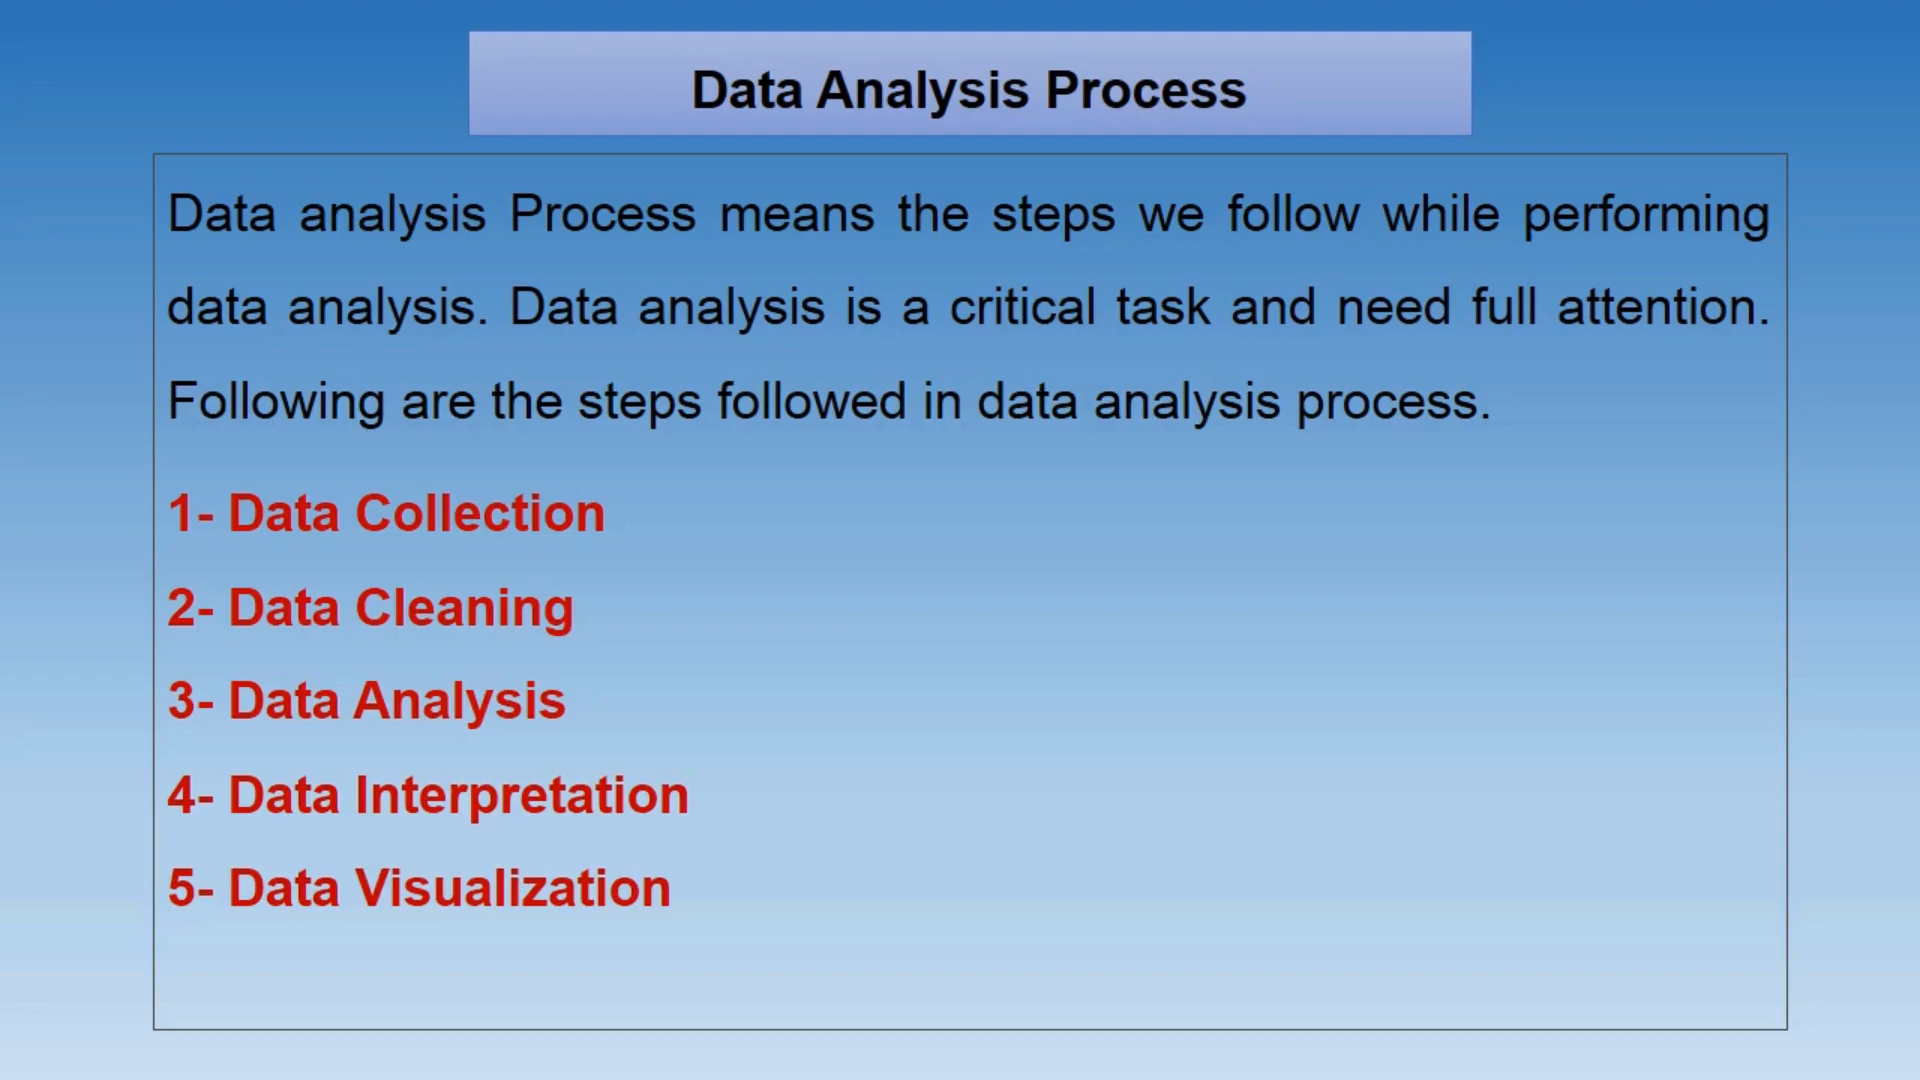 Data Analysis Process
Data analysis Process means the steps we follow while performing
data analysis. Data analysis is a critical task and need full attention.
Following are the steps followed in data analysis process.
1- Data Collection
2- Data Cleaning
3- Data Analysis
4- Data Interpretation
5- Data Visualization